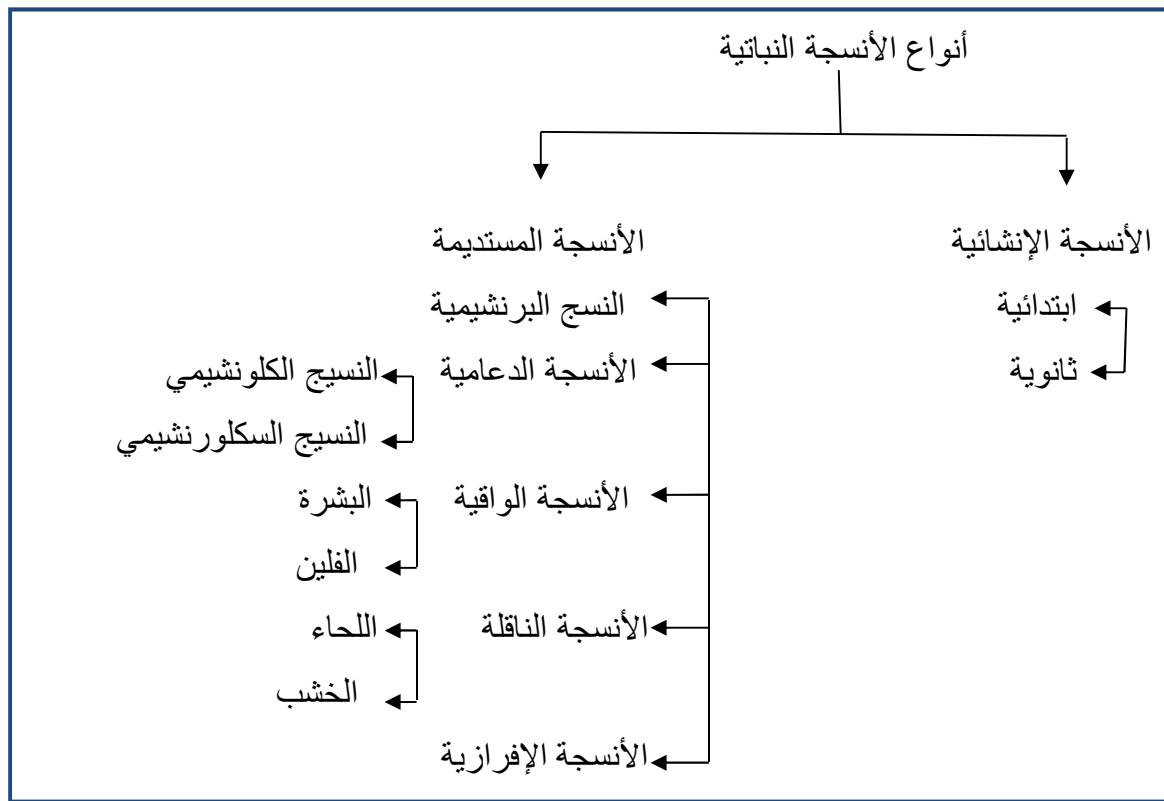 أنواع الأنسجة النباتية
الأنسجة الإنشائية
ابتدائية
ثانوية
الأنسجة المستديمة
النسج البرنشيمية
الأنسجة الدعامية
النسيج الكلونشيمي
النسيج السكلورنشيمي
الأنسجة الواقية
البشرة
الفلين
الأنسجة الناقلة
اللحاء
الخشب
الأنسجة الإفرازية